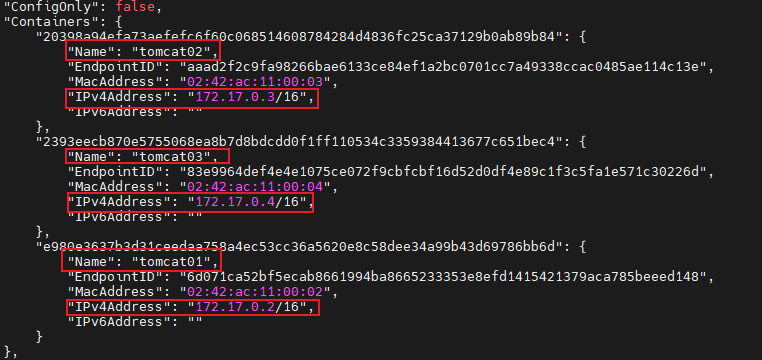 "ConfigOnly": false,
"Containers": {
"20398a94efa73aefefc6f60c068514608784284d4836fc25ca37129b0ab89b84": {
"Name": "tomcat02",
"EndpointID": "aaad2f2c9fa98266bae6133ce84ef1a2bc0701cc7a49338ccac0485ae114c13e",
"MacAddress": "02:42:ac:11:00:03",
"IPv4Address": "172.17.0.3/16",
"IPv6Address": ""
},
"2393eecb870e5755068ea8b7d8bdcdd0f1ff110534c3359384413677c651bec4": {
"Name": "tomcat03",
"EndpointID": "83e9964def4e4e1075ce072f9cbfcbf16d52d0df4e89c1f3c5fa1e571c30226d",
"MacAddress": "02:42:ac:11:00:04",
"IPv4Address": "172.17.0.4/16",
"IPv6Address": ""
},
"e980e3637b3d31ceedaa758a4ec53cc36a5620e8c58dee34a99b43d69786bb6d": {
"Name": "tomcat01",
"EndpointID": "6d071ca52bf5ecab8661994ba8665233353e8efd1415421379aca785beeed148",
"MacAddress": "02:42:ac:11:00:02",
"IPv4Address": "172.17.0.2/16",
"IPv6Address": ""
}
},